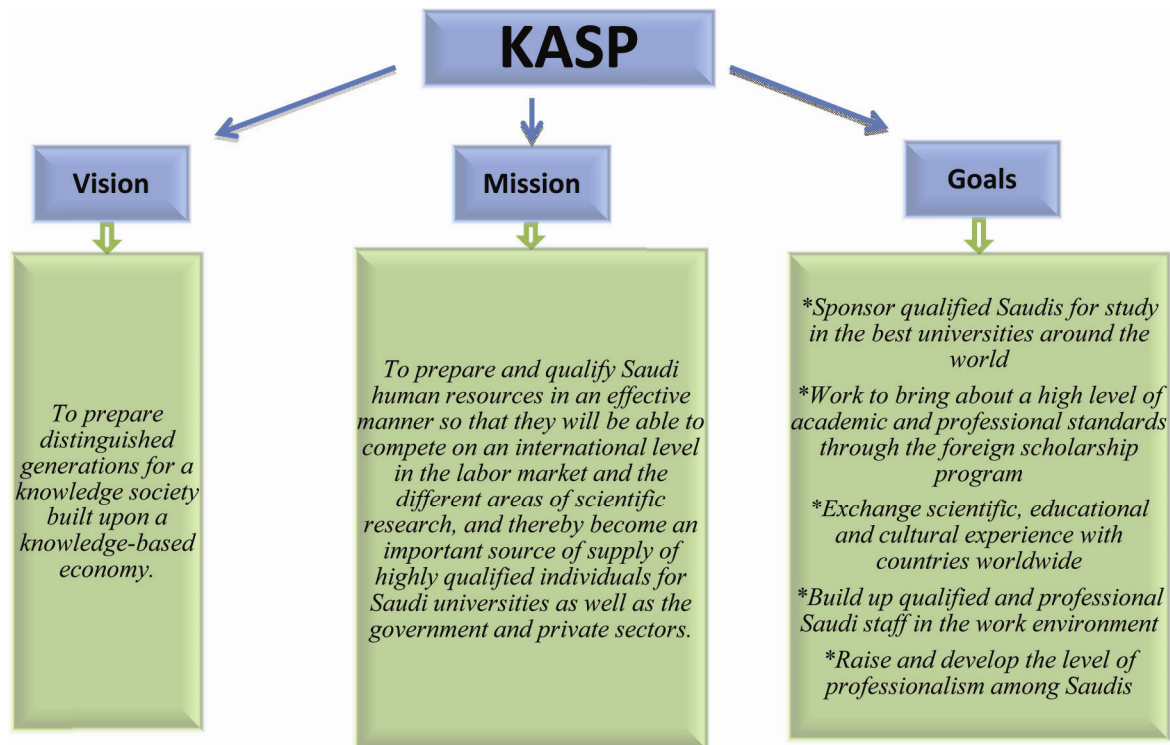 KASP
Vision
To prepare
distinguished
generations for a
knowledge society
built upon a
knowledge-based
economy.
Mission
To prepare and qualify Saudi
human resources in an effective
manner so that they will be able to
compete on an international level
in the labor market and the
different areas of scientific
research, and thereby become an
important source of supply of
highly qualified individuals for
Saudi universities as well as the
government and private sectors.
Goals
*Sponsor qualified Saudis for study
in the best universities around the
world
*Work to bring about a high level of
academic and professional standards
through the foreign scholarship
program
*Exchange scientific, educational
and cultural experience with
countries worldwide
*Build up qualified and professional
Saudi staff in the work environment
*Raise and develop the level of
professionalism among Saudis